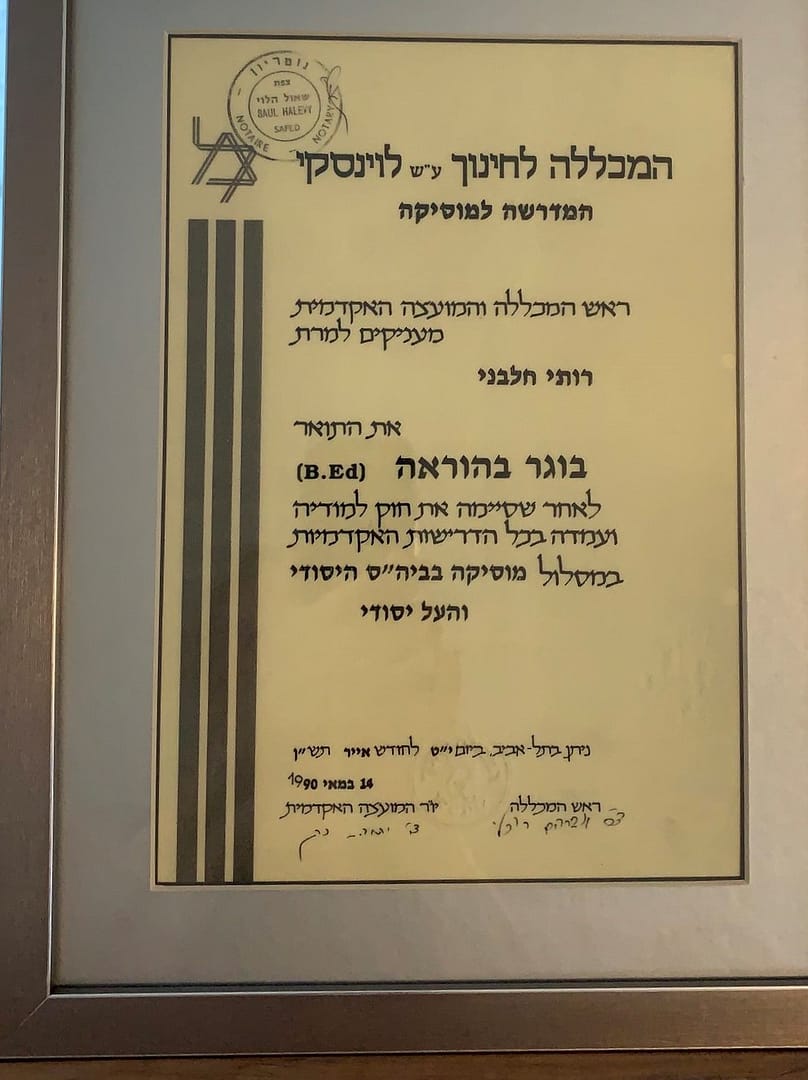 נוטריון
צפת
שאול הלוי
SAUL HALEVY
SAFED
NOTAIRE NOTARY
המכללה לחינוך ע״ש לוינסקי
המדרשה למוסיקה
ראש המכללה והמועצה האקדמית
מעניקים למרת
רותי חלבני
את התואר
בוגר בהוראה (B.Ed)
לאחר שסיימה את חוק למודיה
ועמדה בכל הדרישות האקדמיות
במסלול מוסיקה בביה״ס היסודי
והעל יסודי
ניתן בתל-אביב, ביום י״ט לחודש אייר תש״ן
14 במאי 1990
ראש המכללה יו״ר המועצה האקדמית